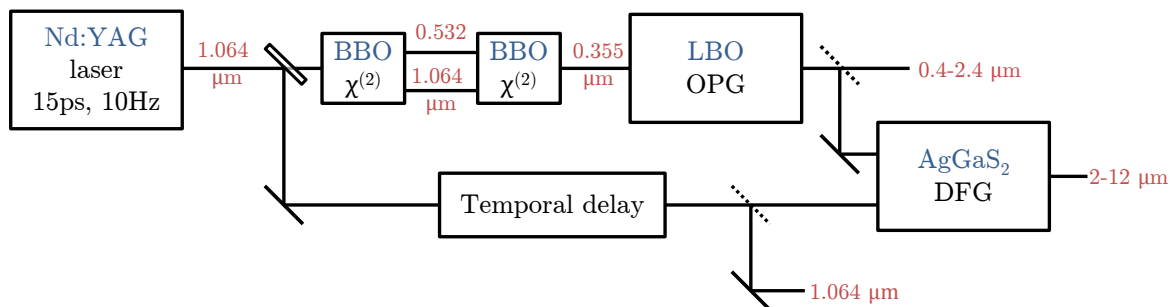 Nd:YAG
laser
15ps, 10Hz
1.064
μm
BBO
χ(2)
0.532
1.064
μm
BBO
χ(2)
0.355
μm
LBO
OPG
0.4-2.4 μm
AgGaS2
DFG
2-12 μm
Temporal delay
1.064 μm